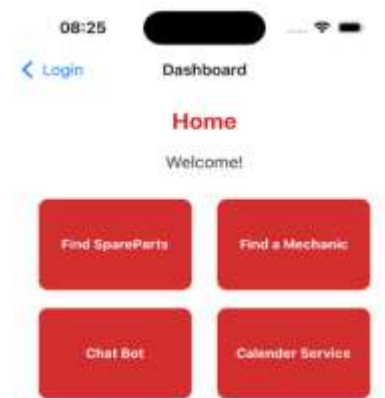 08:25
Login Dashboard
Home
Welcome!
Find SpareParts Find a Mechanic
Chat Bot Calender Service